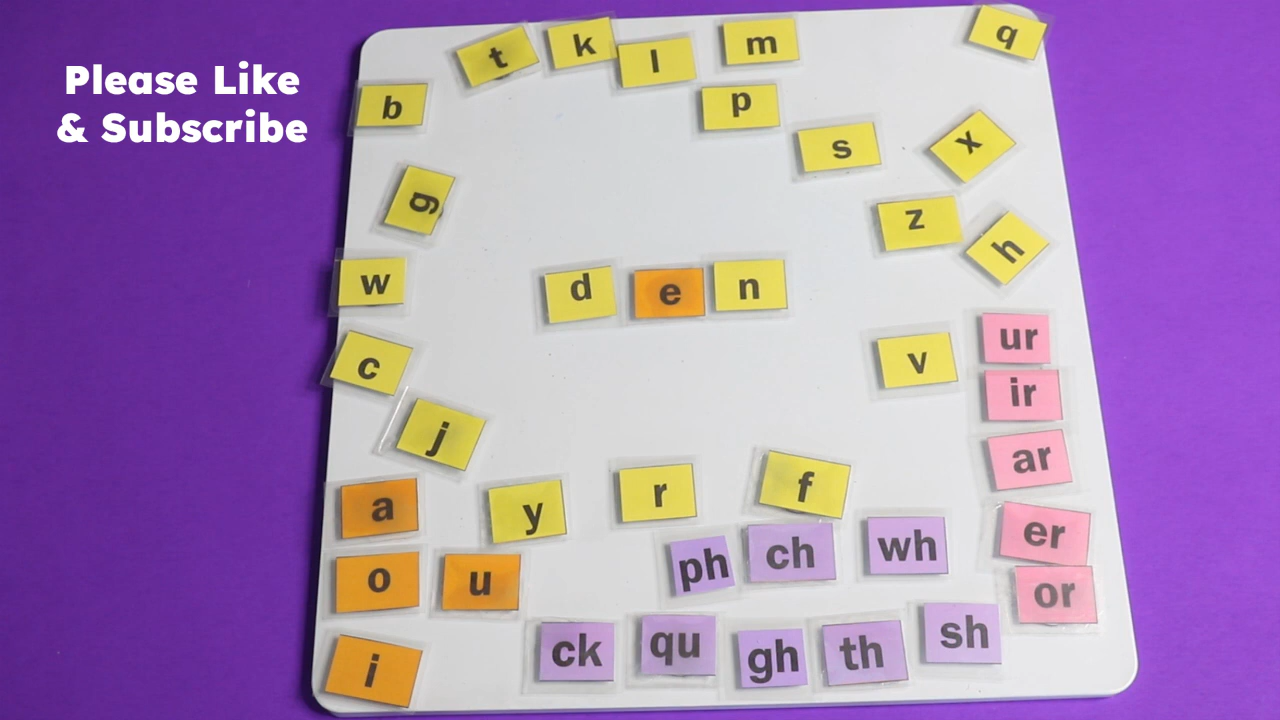 Please Like
& Subscribe
t k l m q
b p
s x
g z h
w d e n
c v ur
ir
j ar
a y r f
ph ch wh er
o u or
ck qu gh th sh
i